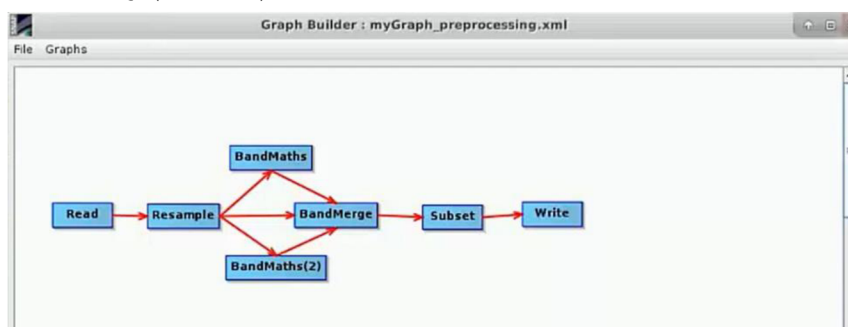 Graph Builder : myGraph_preprocessing.xml
File Graphs
BandMaths
Read Resample BandMerge Subset Write
BandMaths(2)